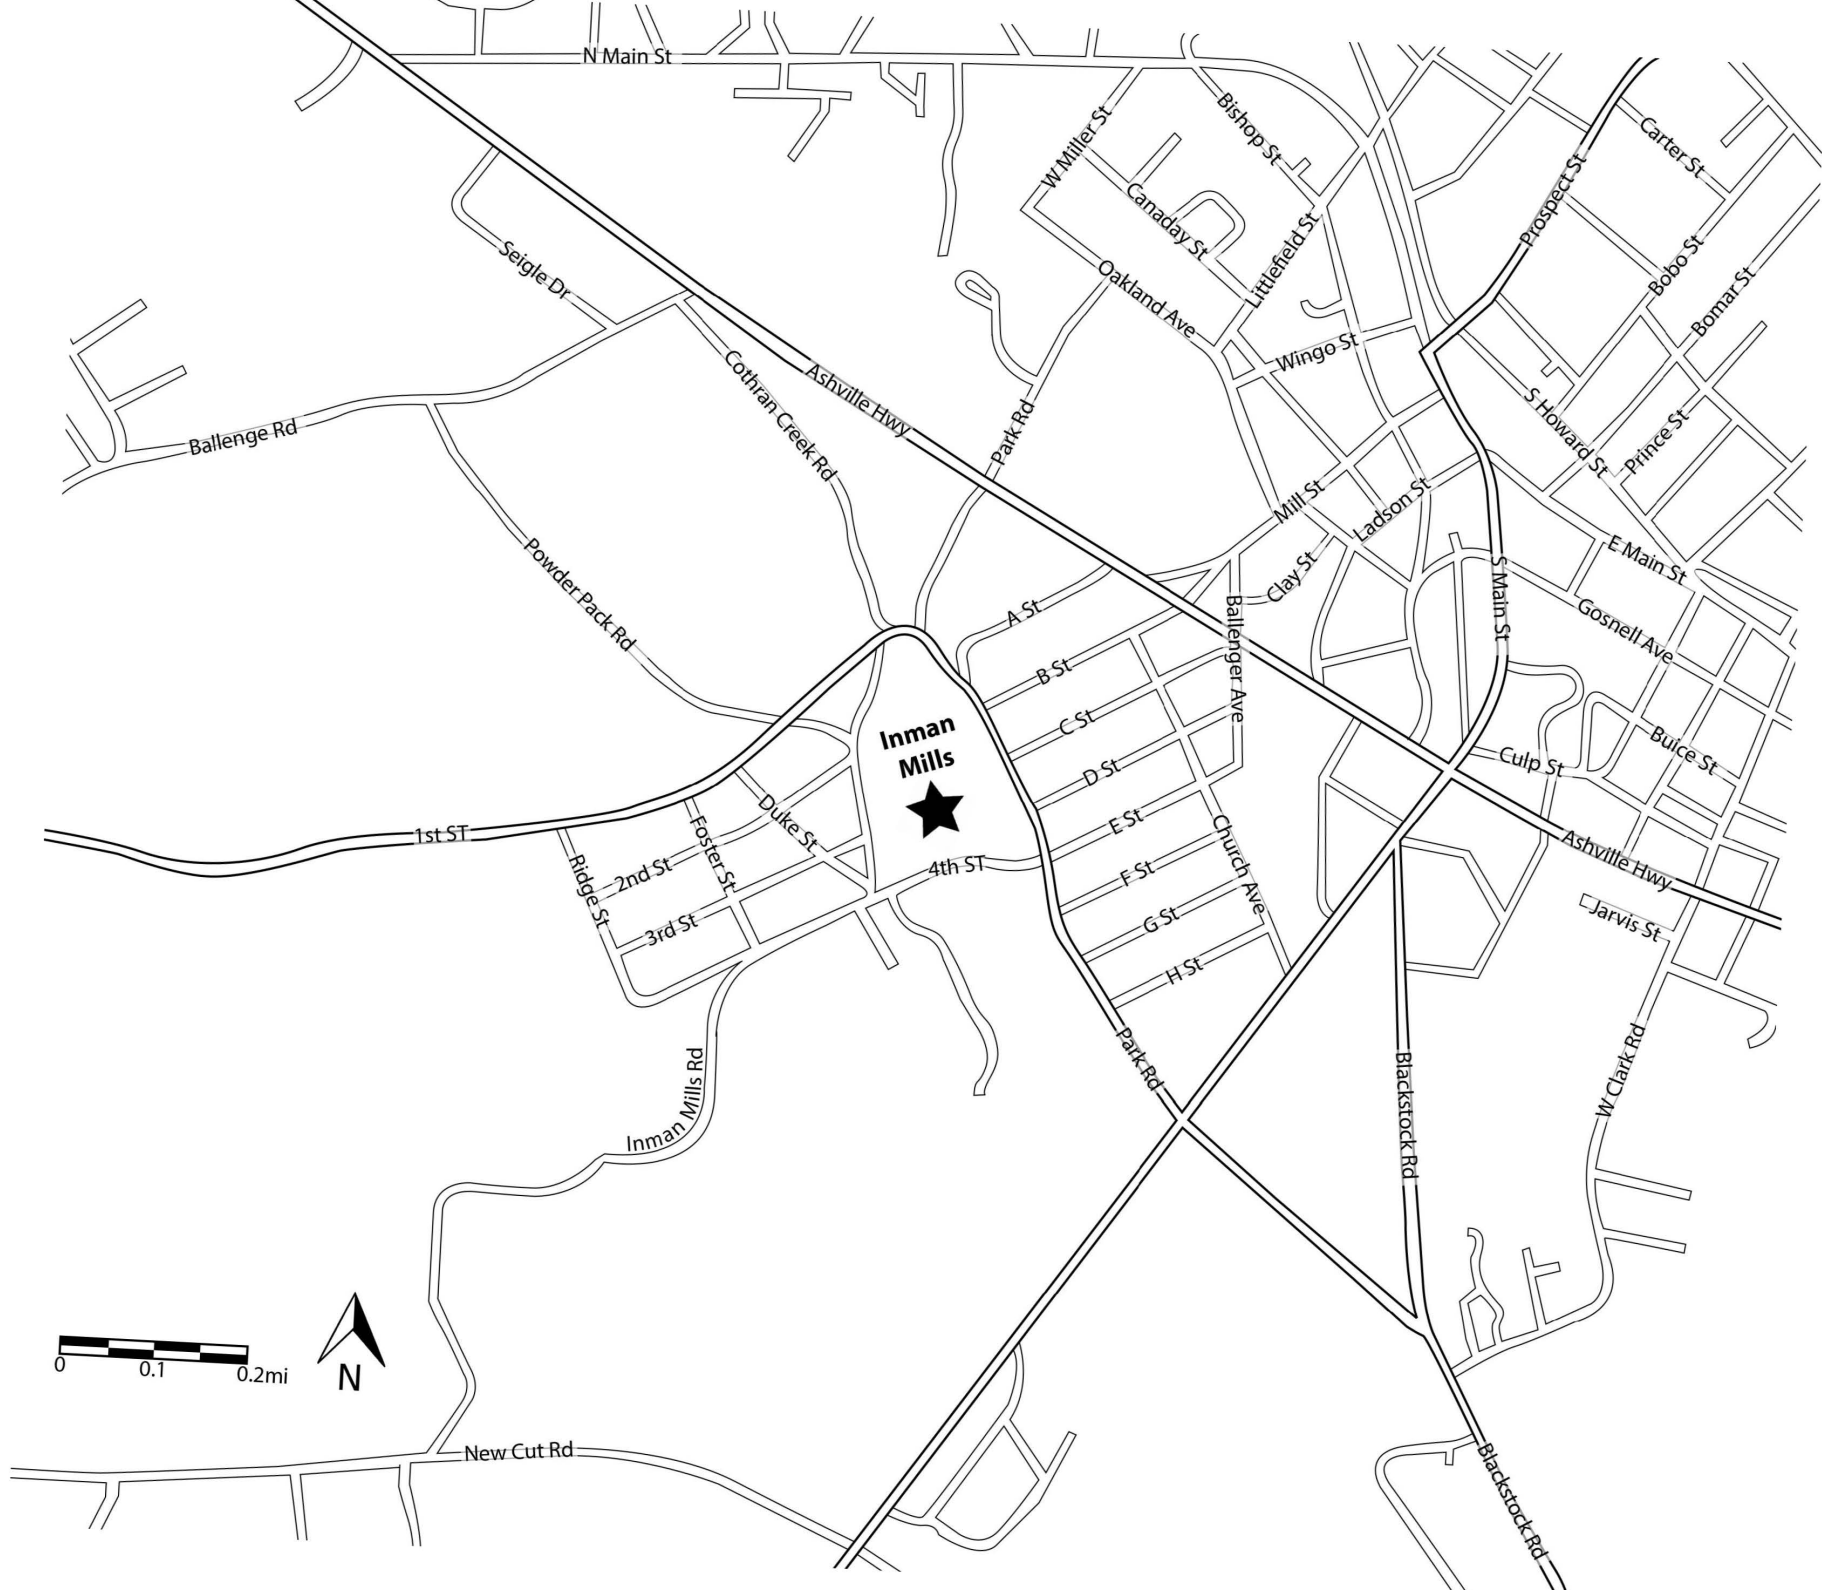 N Main St
Bishop St
W Miller St
Carter St
Prospect St
Canaday St
Littlefield St
Seigle Dr
Oakland Ave
Bobo St
Bomar St
Wingo St
Cothran Creek Rd
Ashville Hwy
Park Rd
S Howard St
Prince St
Ballenge Rd
Mill St
Ladson St
Powder Pack Rd
Clay St
E Main St
S Main St
Gosnell Ave
A St
Ballenger Ave
B St
C St
Inman
Mills
D St
Buice St
Culp St
1st ST
Duke St
Foster St
E St
Church Ave
Ashville Hwy
Ridge St
2nd St
4th ST
F St
3rd St
G St
Jarvis St
H St
Park Rd
Inman Mills Rd
Blackstock Rd
W Clark Rd
0
0.1
0.2mi
N
New Cut Rd
Blackstock Rd